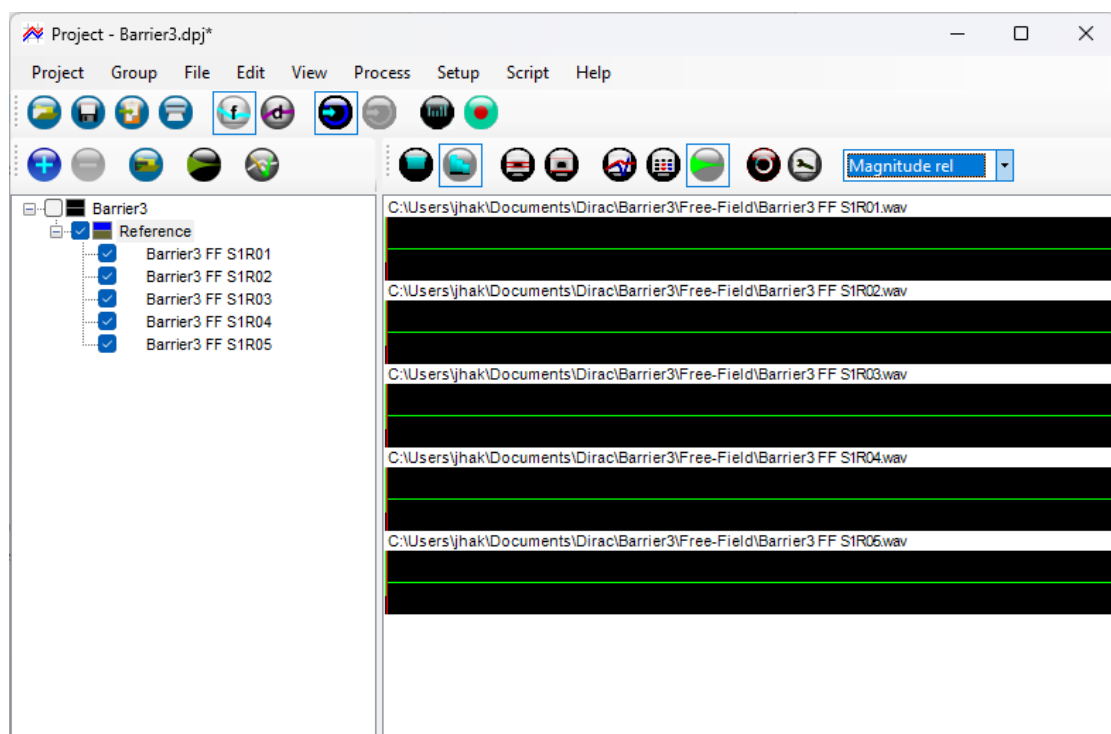 Project - Barrier3.dpj*
Project Group File Edit View Process Setup Script Help
f d
Magnitude rel
Barrier3
Reference
Barrier3 FF S1R01
Barrier3 FF S1R02
Barrier3 FF S1R03
Barrier3 FF S1R04
Barrier3 FF S1R05
C:\Users\jhak\Documents\Dirac\Barrier3\Free-Field\Barrier3 FF S1R01.wav
C:\Users\jhak\Documents\Dirac\Barrier3\Free-Field\Barrier3 FF S1R02.wav
C:\Users\jhak\Documents\Dirac\Barrier3\Free-Field\Barrier3 FF S1R03.wav
C:\Users\jhak\Documents\Dirac\Barrier3\Free-Field\Barrier3 FF S1R04.wav
C:\Users\jhak\Documents\Dirac\Barrier3\Free-Field\Barrier3 FF S1R05.wav